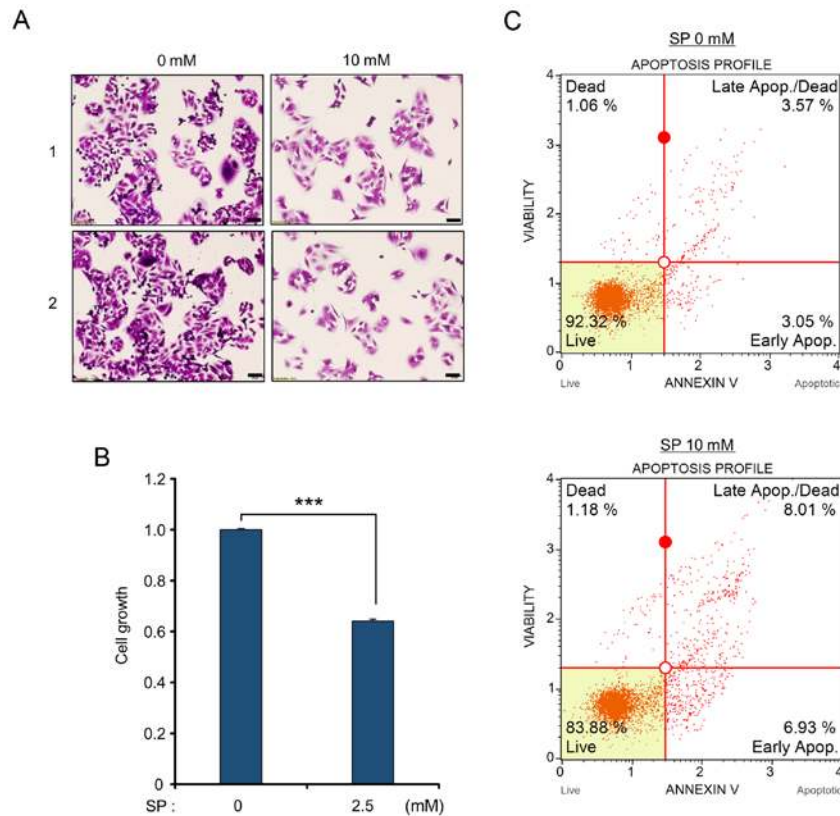 A
0 mM 10 mM
1
2
B
1.2
***
1.0
0.8
0.6
0.4
0.2
0
Cell growth
SP : 0 2.5 (mM)
C
SP 0 mM
APOPTOSIS PROFILE
4
Dead Late Apop./Dead
1.06 % 3.57 %
3
VIABILITY
2
1
92.32 % 3.05 %
Live Early Apop.
0
0 1 2 3 4
Live ANNEXIN V Apoptotic
SP 10 mM
APOPTOSIS PROFILE
4
Dead Late Apop./Dead
1.18 % 8.01 %
3
VIABILITY
2
1
83.88 % 6.93 %
Live Early Apop.
0
0 1 2 3 4
Live ANNEXIN V Apoptotic